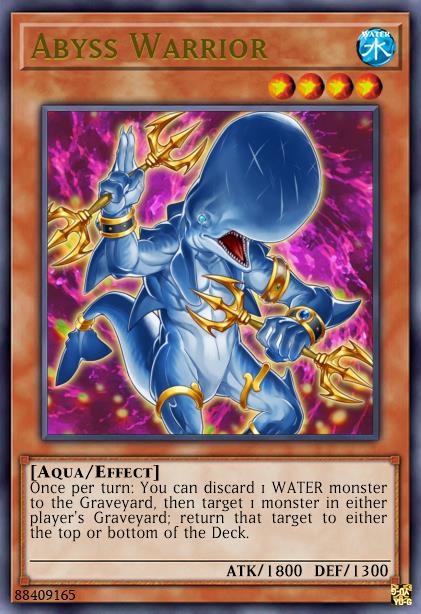 Abyss Warrior
WATER
水
[Aqua/Effect]
Once per turn: You can discard 1 WATER monster
to the Graveyard, then target 1 monster in either
player's Graveyard; return that target to either
the top or bottom of the Deck.
ATK/1800 DEF/1300
88409165